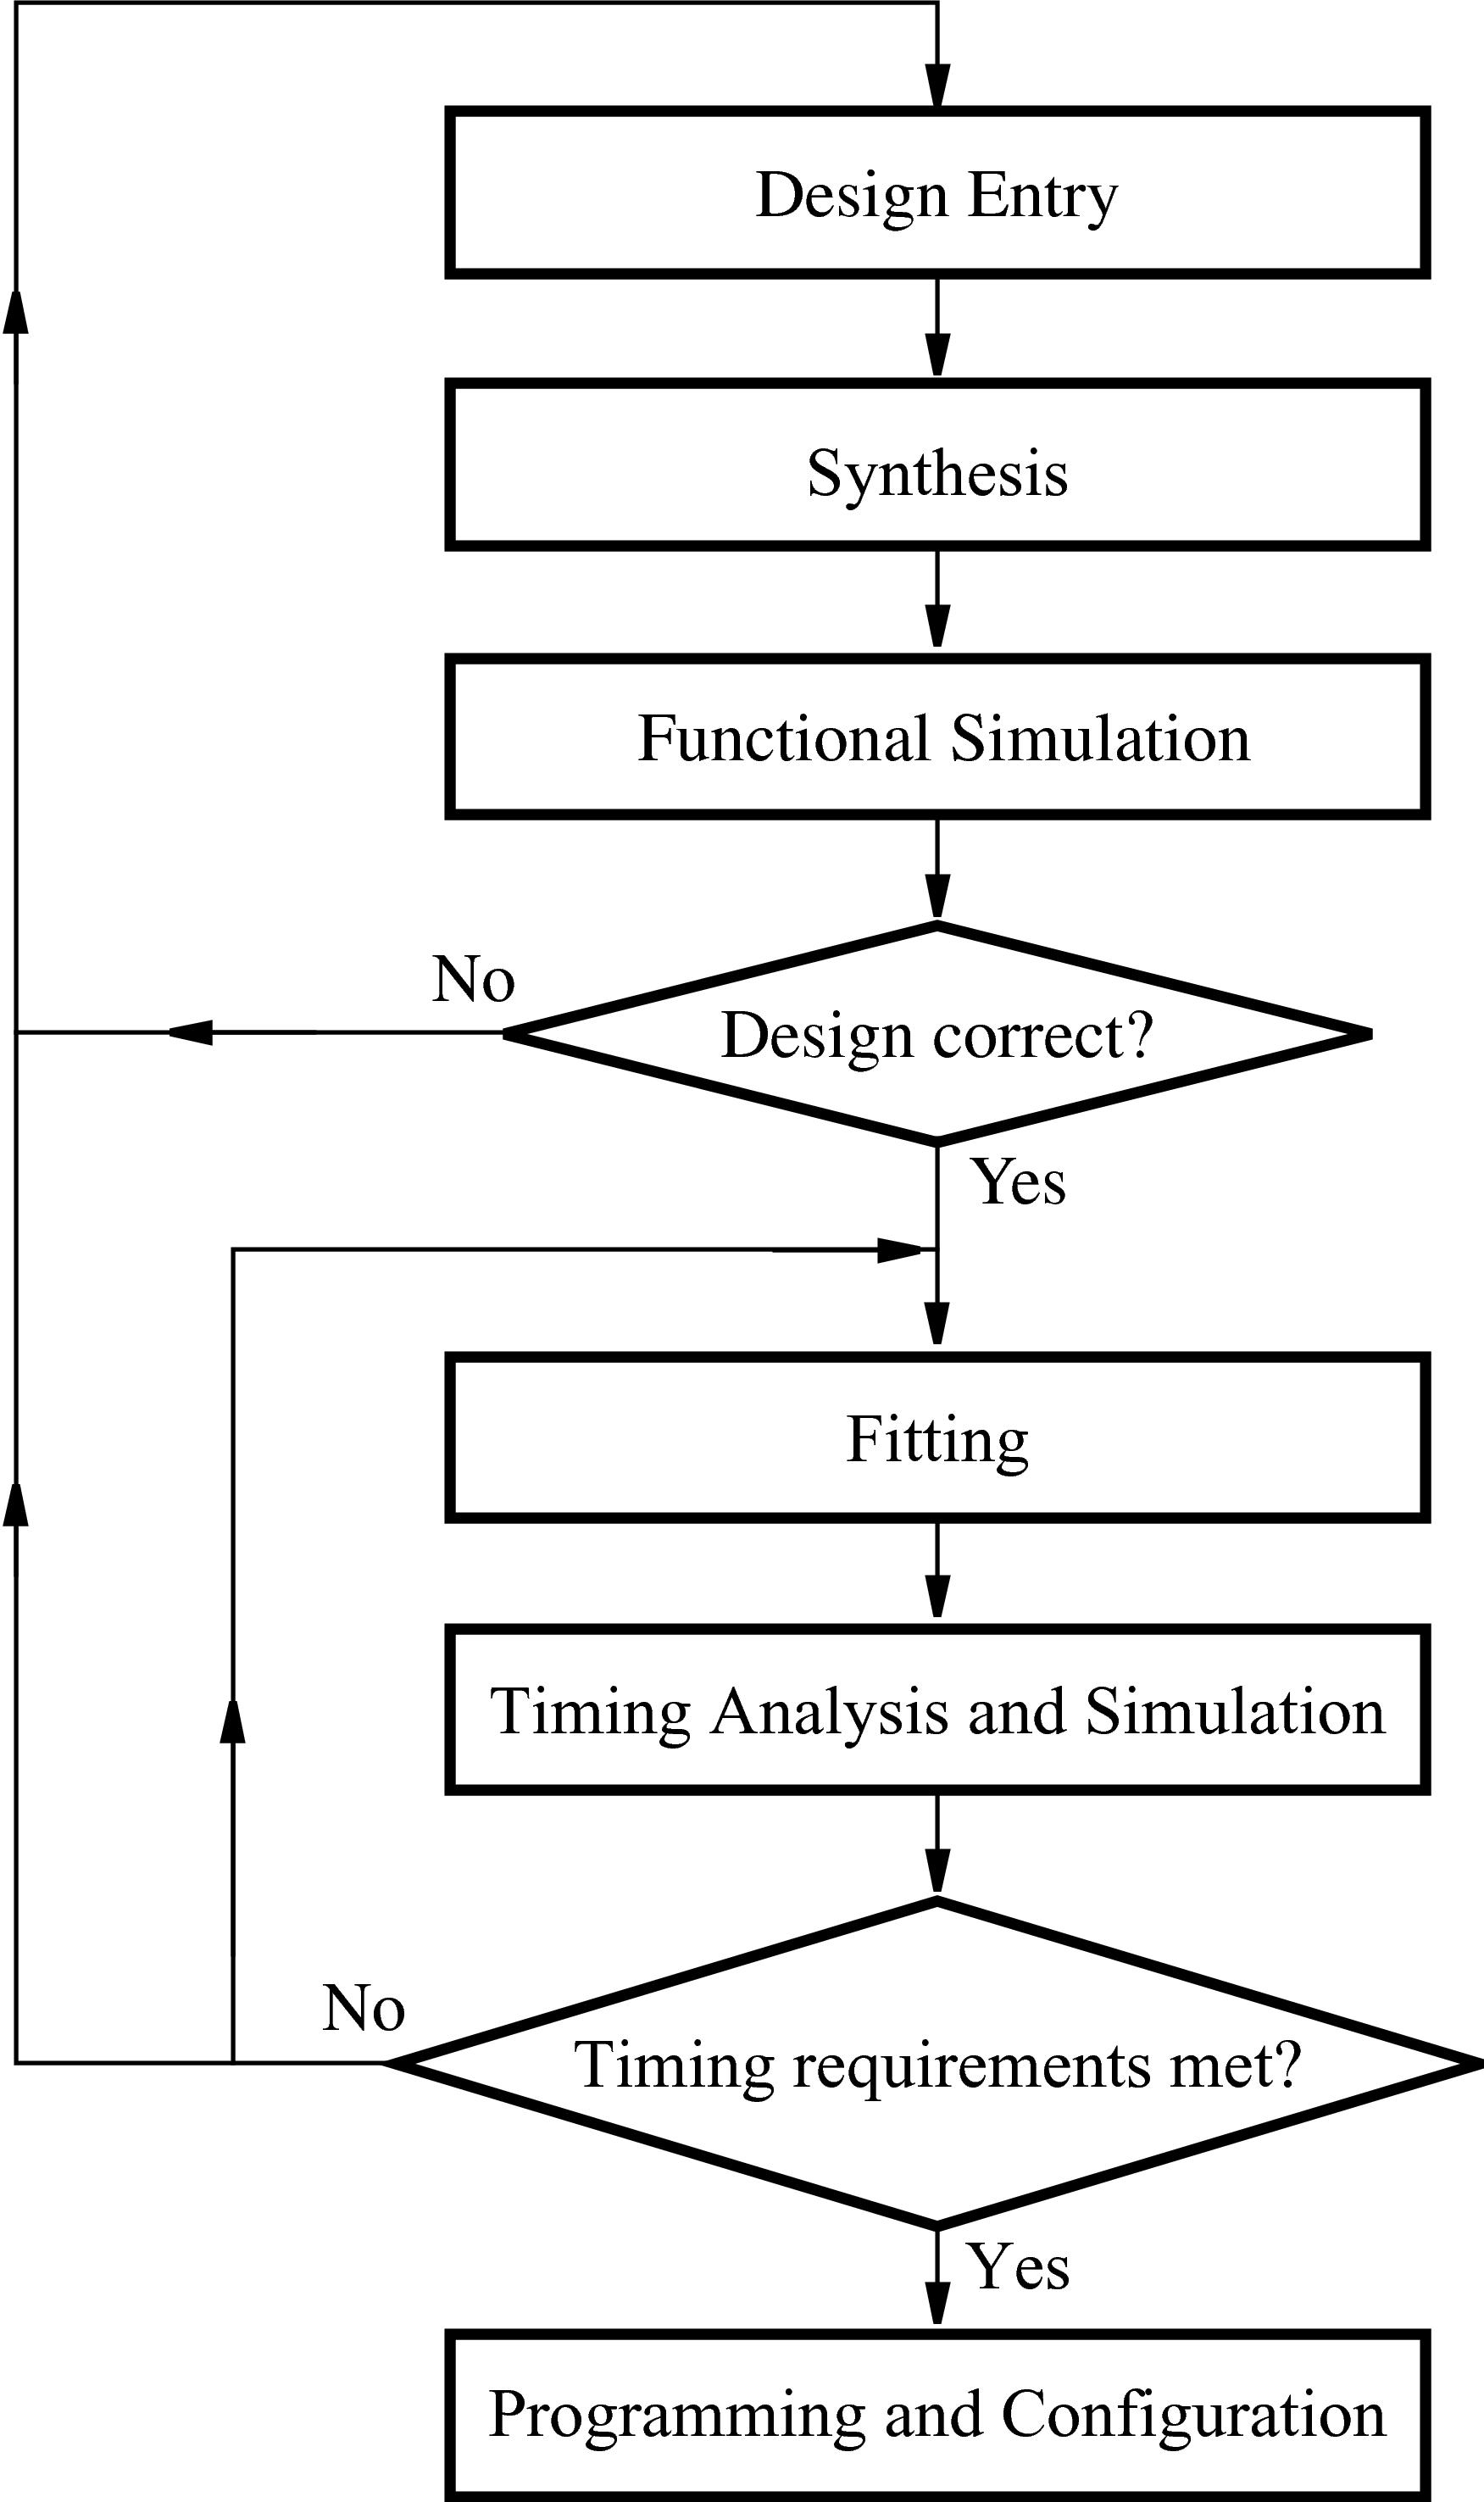 Design Entry
Synthesis
Functional Simulation
No
Design correct?
Yes
Fitting
Timing Analysis and Simulation
No
Timing requirements met?
Yes
Programming and Configuration